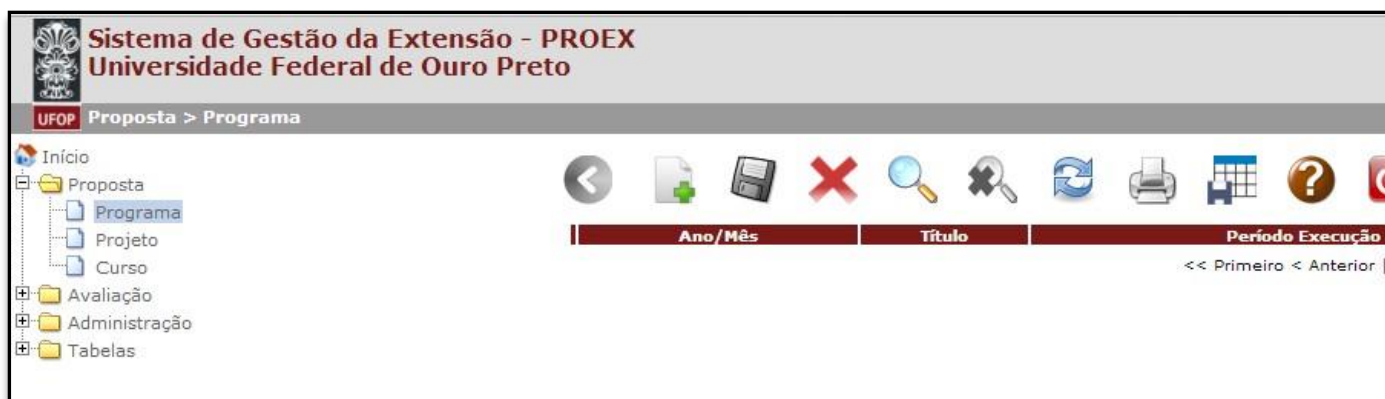 Sistema de Gestão da Extensão - PROEX
Universidade Federal de Ouro Preto
UFOP Proposta > Programa
Início
Proposta
Programa
Projeto
Curso
Avaliação
Administração
Tabelas
Ano/Mês Título Período Execução
<< Primeiro < Anterior |